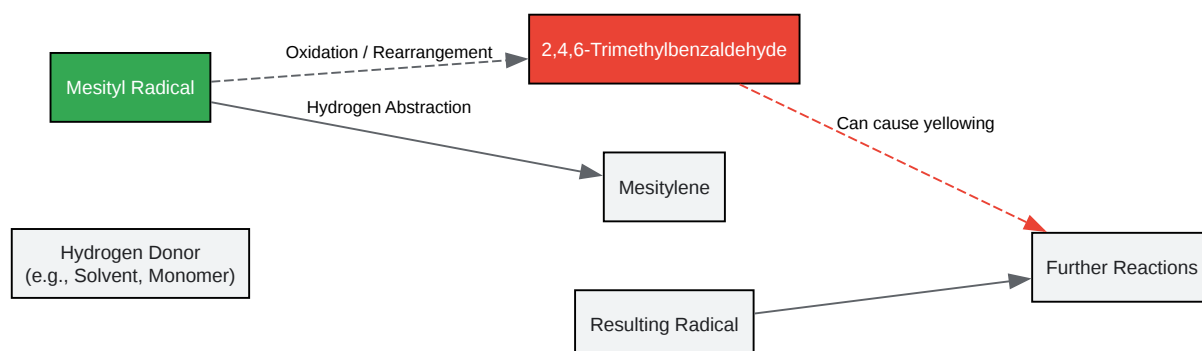 2,4,6-Trimethylbenzaldehyde
Oxidation / Rearrangement
Mesityl Radical
Hydrogen Abstraction
Can cause yellowing
Mesitylene
Hydrogen Donor
(e.g., Solvent, Monomer)
Further Reactions
Resulting Radical